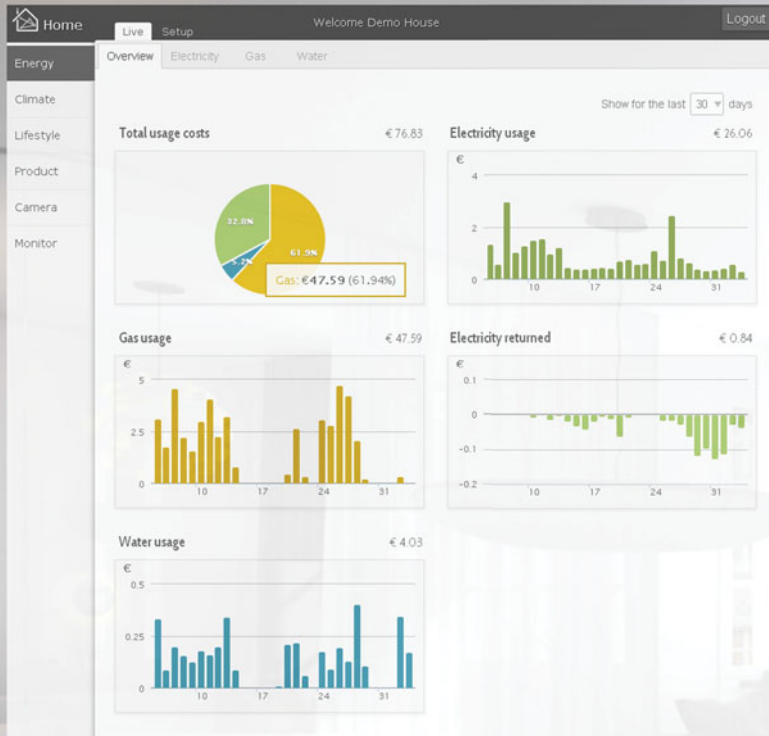 Home
Live Setup
Welcome Demo House
Logout
Energy
Climate
Lifestyle
Product
Camera
Monitor
Overview Electricity Gas Water
Show for the last 30 days
Total usage costs € 76.83
32.8%
61.9%
5.2%
Gas: €47.59 (61.94%)
Electricity usage € 26.06
€
4
2
0
10 17 24 31
Gas usage € 47.59
€
5
2.5
0
10 17 24 31
Electricity returned € 0.84
€
0.1
0
-0.1
-0.2
10 17 24 31
Water usage € 4.03
€
0.5
0.25
0
10 17 24 31